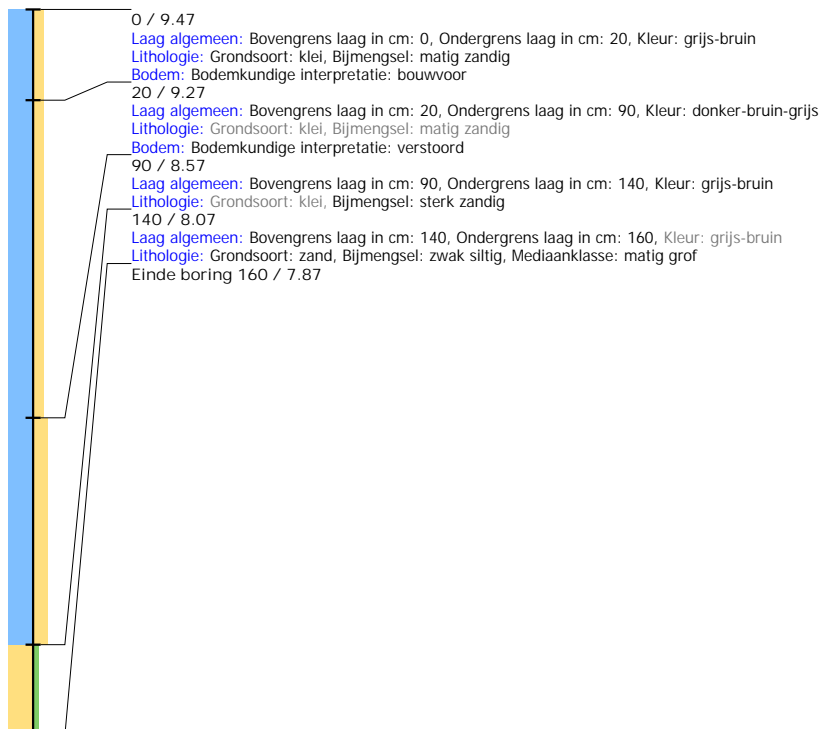 0 / 9.47
Laag algemeen: Bovengrens laag in cm: 0, Ondergrens laag in cm: 20, Kleur: grijs-bruin
Lithologie: Grondsoort: klei, Bijmengsel: matig zandig
Bodem: Bodemkundige interpretatie: bouwvoor
20 / 9.27
Laag algemeen: Bovengrens laag in cm: 20, Ondergrens laag in cm: 90, Kleur: donker-bruin-grijs
Lithologie: Grondsoort: klei, Bijmengsel: matig zandig
Bodem: Bodemkundige interpretatie: verstoord
90 / 8.57
Laag algemeen: Bovengrens laag in cm: 90, Ondergrens laag in cm: 140, Kleur: grijs-bruin
Lithologie: Grondsoort: klei, Bijmengsel: sterk zandig
140 / 8.07
Laag algemeen: Bovengrens laag in cm: 140, Ondergrens laag in cm: 160, Kleur: grijs-bruin
Lithologie: Grondsoort: zand, Bijmengsel: zwak siltig, Mediaanklasse: matig grof
Einde boring 160 / 7.87